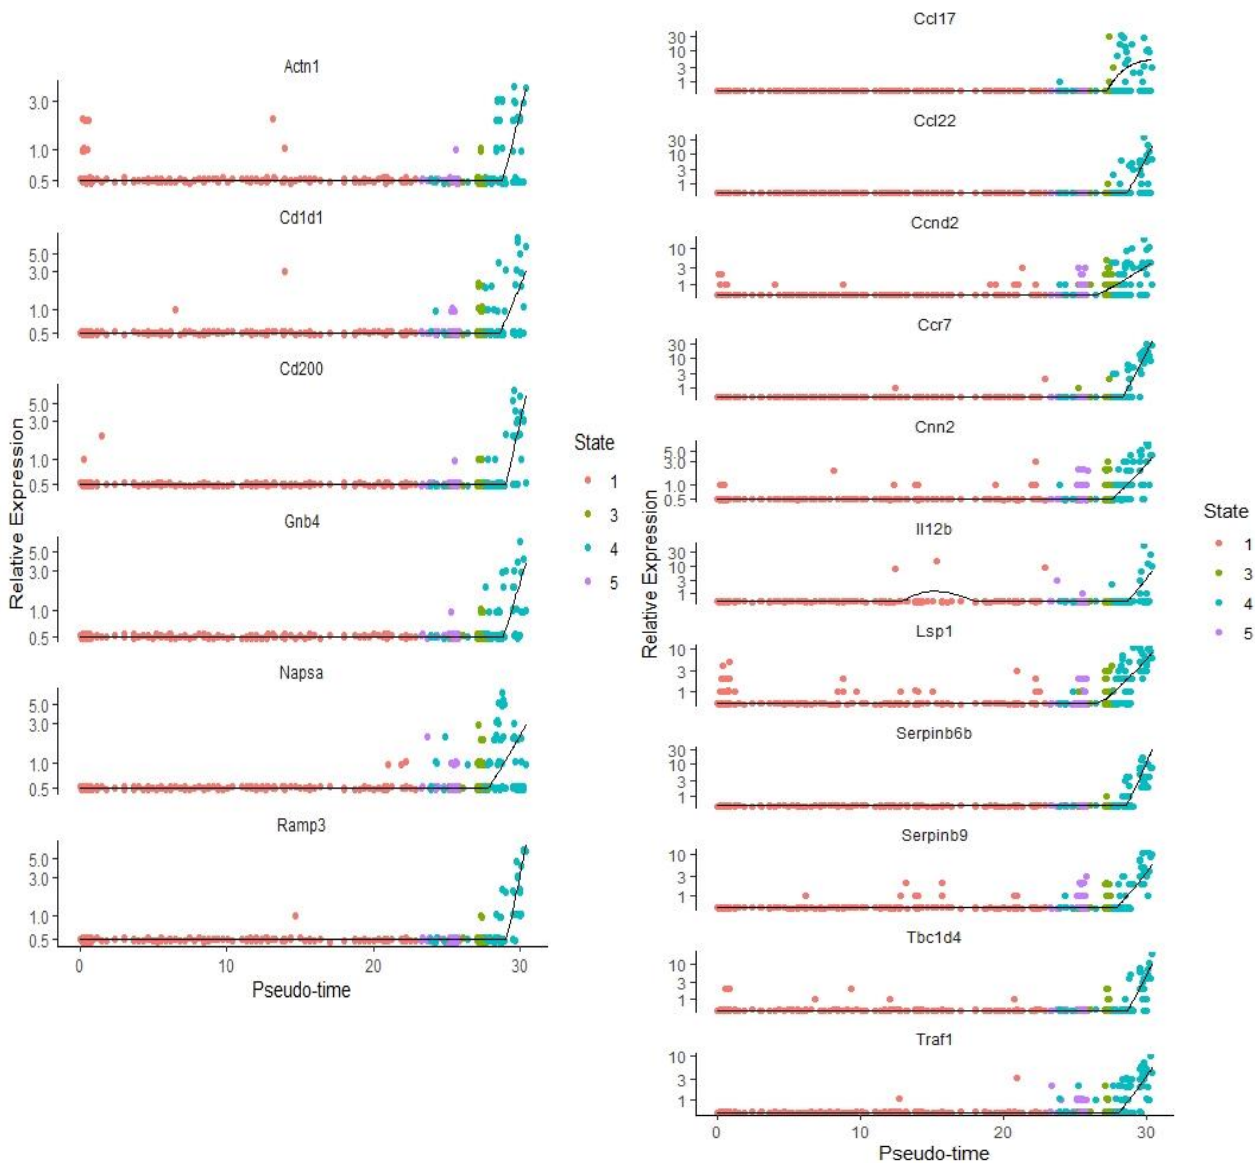 Actn1
3.0
1.0
0.5
Cd1d1
5.0
3.0
1.0
0.5
Cd200
5.0
3.0
1.0
0.5
Gnb4
5.0
3.0
1.0
0.5
Napsa
5.0
3.0
1.0
0.5
Ramp3
5.0
3.0
1.0
0.5
0 10 20 30
Pseudo-time
Relative Expression
State
1
3
4
5
Ccl17
30
10
3
1
Ccl22
30
10
3
1
Ccnd2
10
3
1
Ccr7
30
10
3
1
Cnn2
5.0
3.0
1.0
0.5
Il12b
30
10
3
1
Lsp1
10
3
1
Serpinb6b
30
10
3
1
Serpinb9
10
3
1
Tbc1d4
10
3
1
Traf1
10
3
1
0 10 20 30
Pseudo-time
Relative Expression
State
1
3
4
5